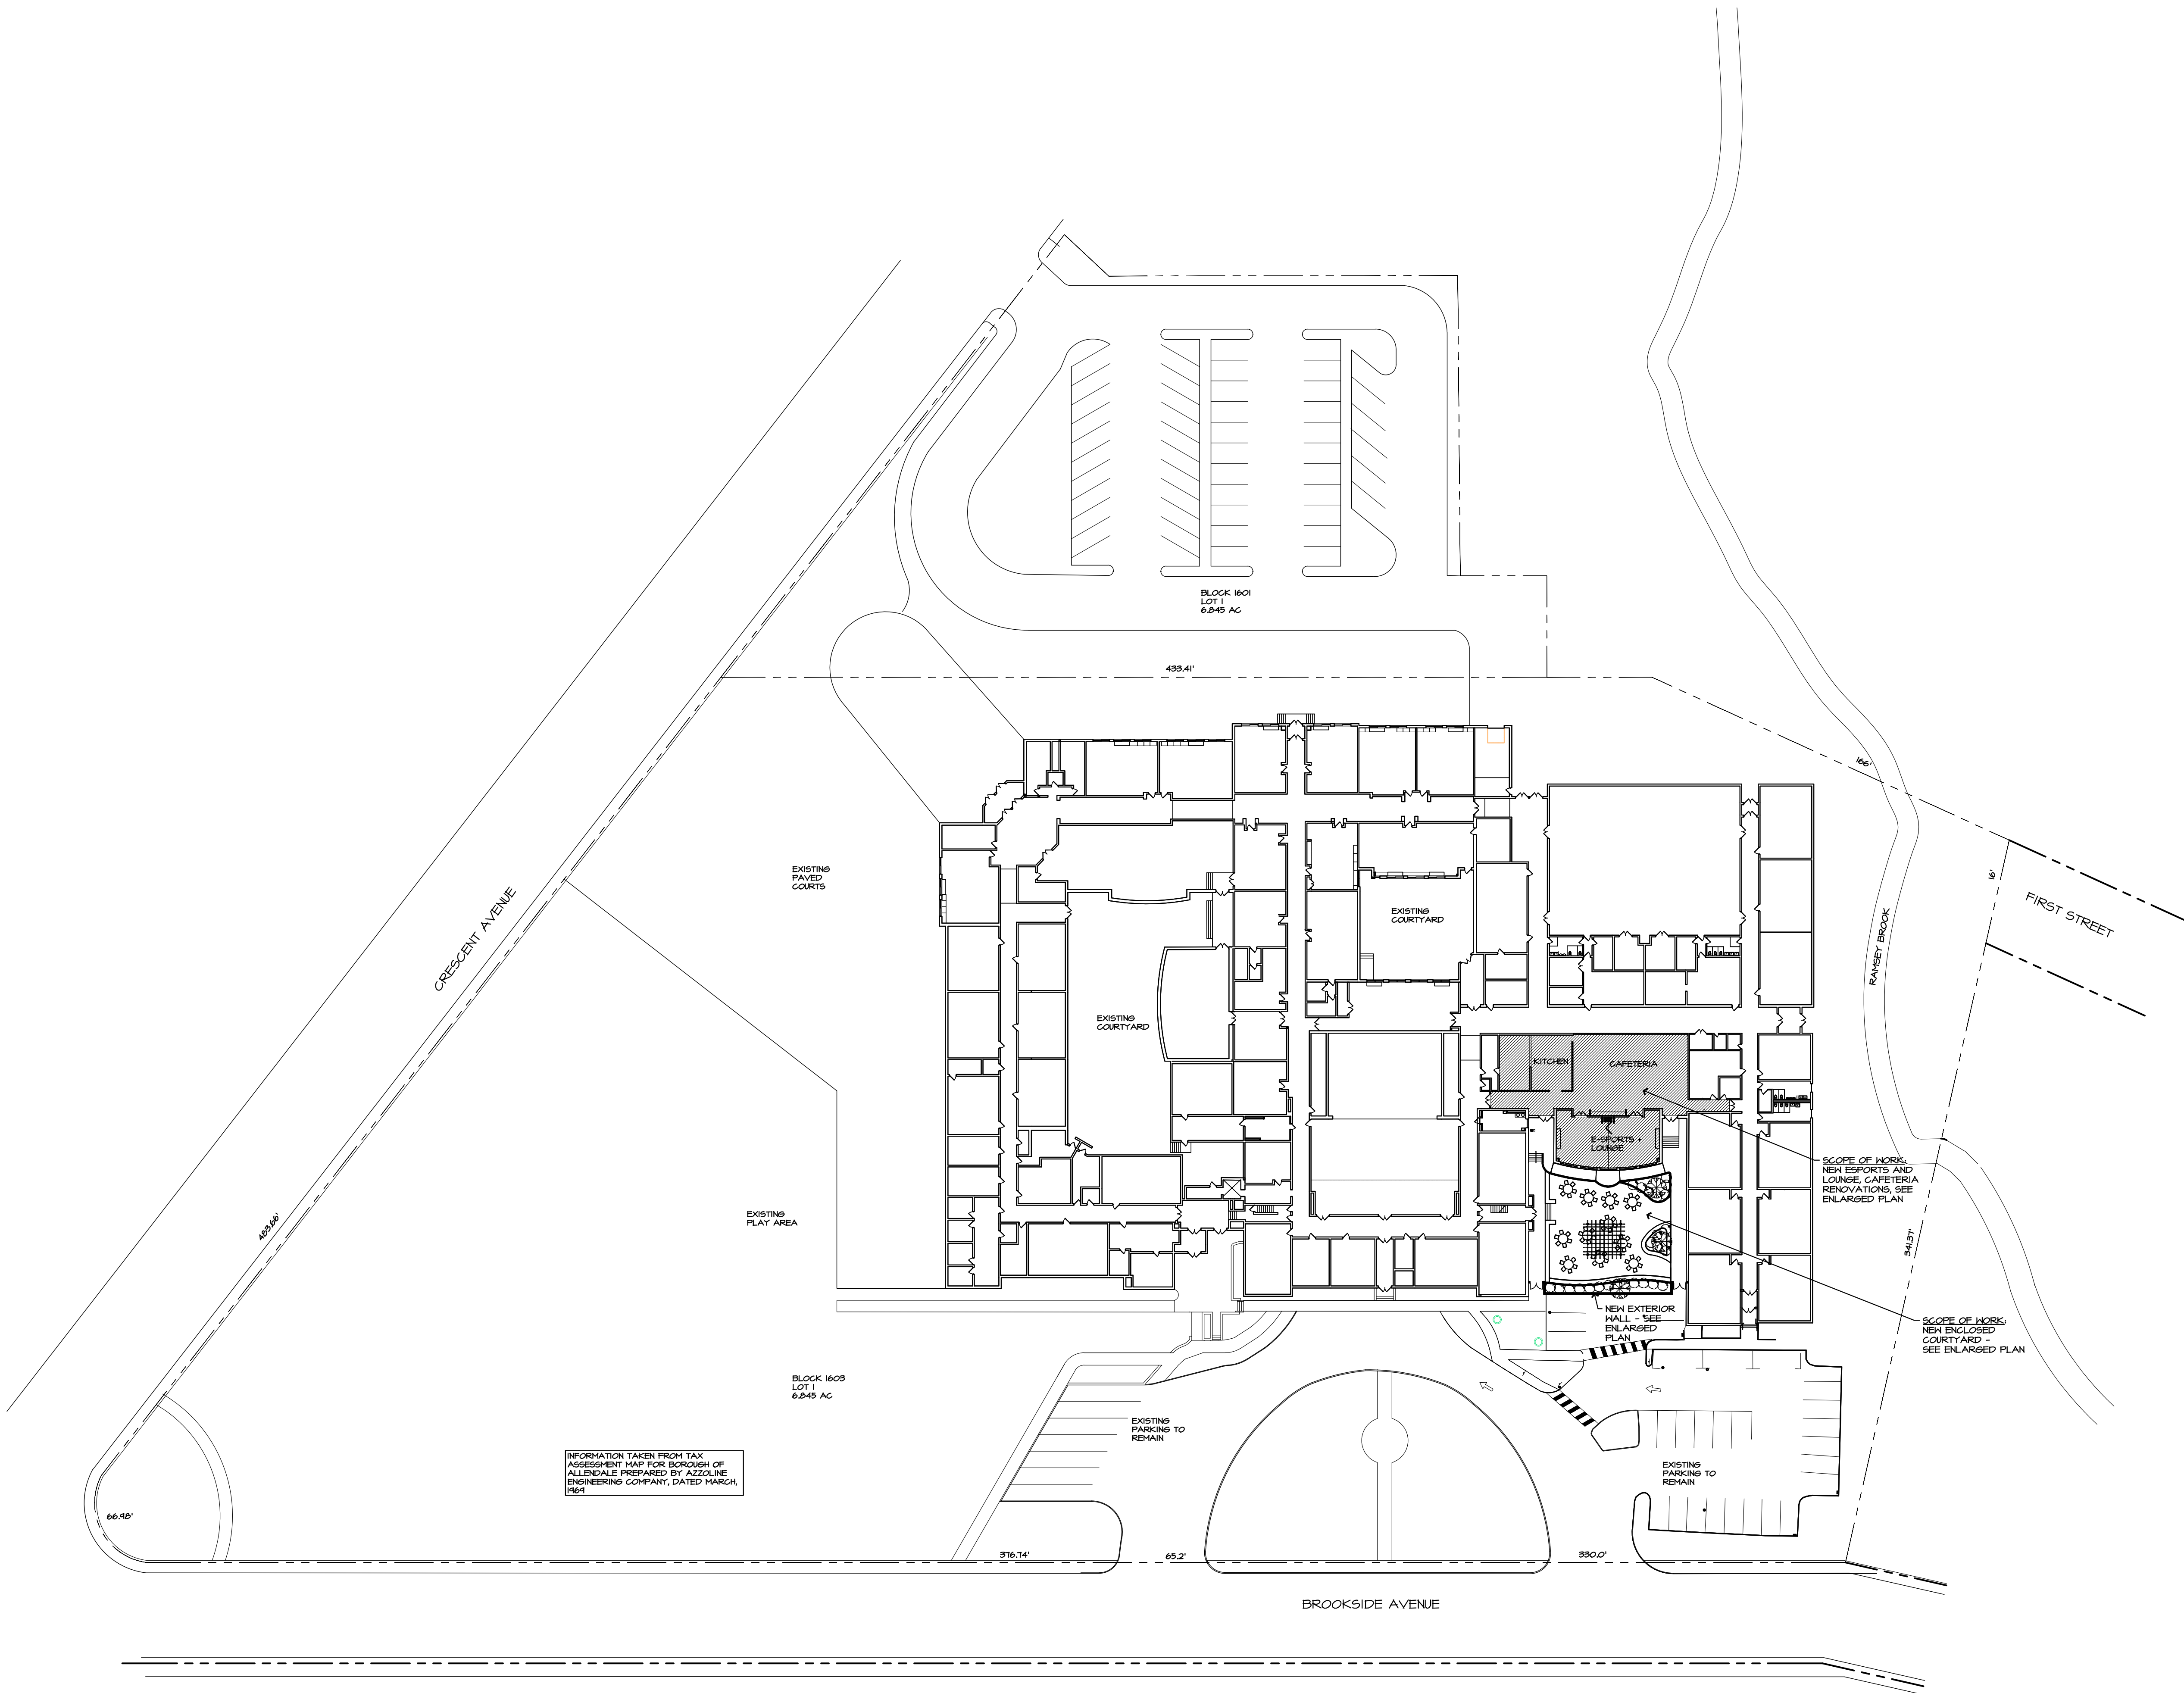 BLOCK 1601
LOT 1
6.845 AC
433.41'
166'
16'
FIRST STREET
RAMSEY BROOK
CRESCENT AVENUE
EXISTING
PAVED
COURTS
EXISTING
COURTYARD
EXISTING
COURTYARD
KITCHEN
CAFETERIA
E-SPORTS +
LOUNGE
SCOPE OF WORK:
NEW ESPORTS AND
LOUNGE, CAFETERIA
RENOVATIONS, SEE
ENLARGED PLAN
EXISTING
PLAY AREA
483.66'
341.37'
NEW EXTERIOR
WALL - SEE
ENLARGED
PLAN
SCOPE OF WORK:
NEW ENCLOSED
COURTYARD -
SEE ENLARGED PLAN
BLOCK 1603
LOT 1
6.845 AC
EXISTING
PARKING TO
REMAIN
EXISTING
PARKING TO
REMAIN
INFORMATION TAKEN FROM TAX
ASSESSMENT MAP FOR BOROUGH OF
ALLENDALE PREPARED BY AZZOLINE
ENGINEERING COMPANY, DATED MARCH,
1969
66.98'
376.74'
65.2'
330.0'
BROOKSIDE AVENUE